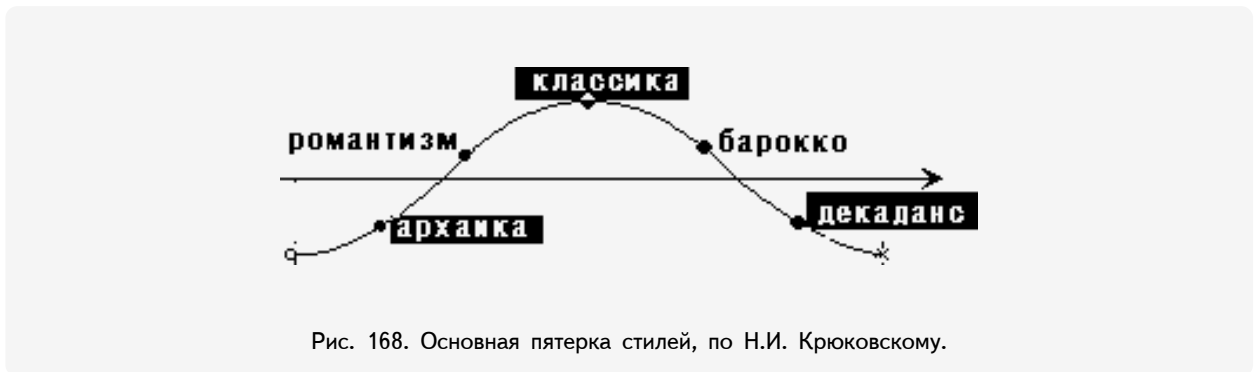 классика
романтизм
барокко
архаика
декаданс
Рис. 168. Основная пятерка стилей, по Н.И. Крюковскому.